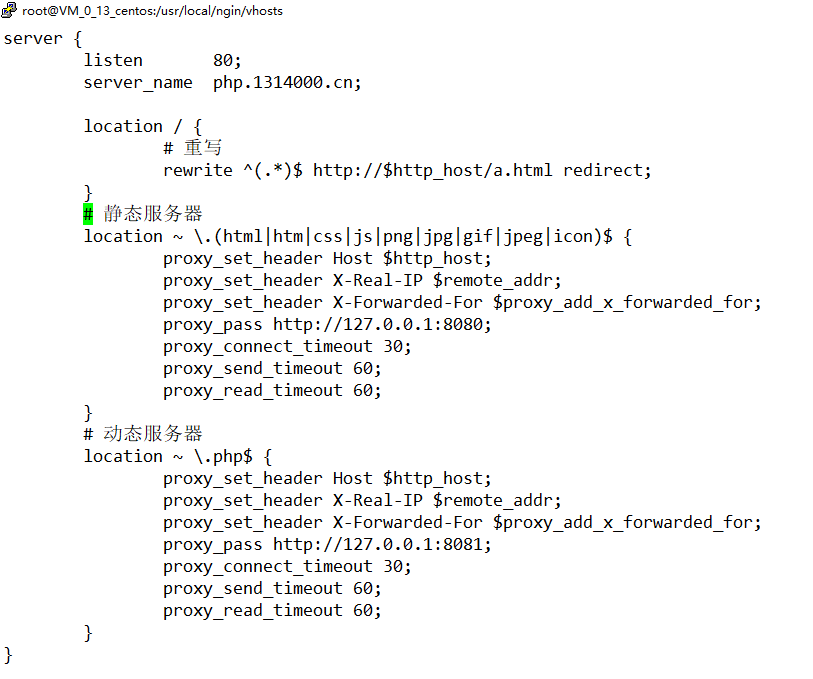 root@VM_0_13_centos:/usr/local/ngin/vhosts
server {
        listen       80;
        server_name  php.1314000.cn;

        location / {
                # 重写
                rewrite ^(.*)$ http://$http_host/a.html redirect;
        }
        # 静态服务器
        location ~ \.(html|htm|css|js|png|jpg|gif|jpeg|icon)$ {
                proxy_set_header Host $http_host;
                proxy_set_header X-Real-IP $remote_addr;
                proxy_set_header X-Forwarded-For $proxy_add_x_forwarded_for;
                proxy_pass http://127.0.0.1:8080;
                proxy_connect_timeout 30;
                proxy_send_timeout 60;
                proxy_read_timeout 60;
        }
        # 动态服务器
        location ~ \.php$ {
                proxy_set_header Host $http_host;
                proxy_set_header X-Real-IP $remote_addr;
                proxy_set_header X-Forwarded-For $proxy_add_x_forwarded_for;
                proxy_pass http://127.0.0.1:8081;
                proxy_connect_timeout 30;
                proxy_send_timeout 60;
                proxy_read_timeout 60;
        }
}